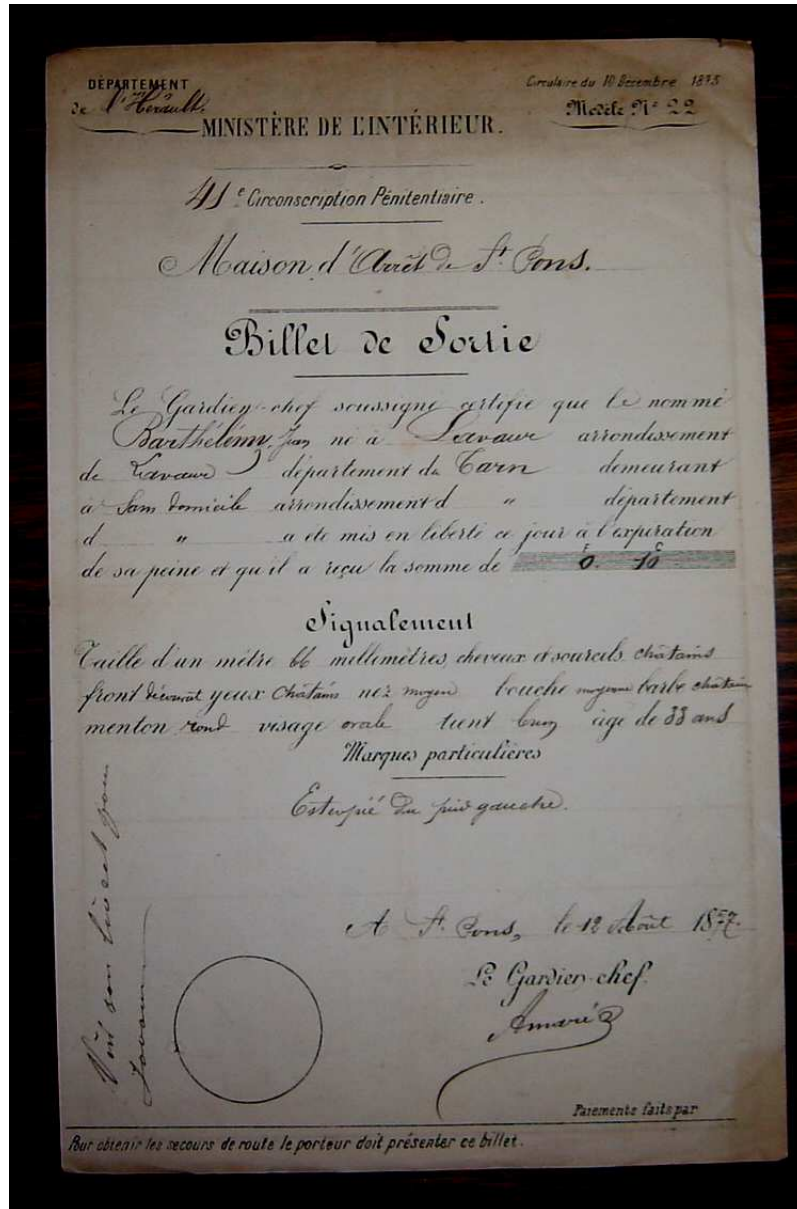 DÉPARTEMENT
de l'Hérault.
Circulaire du 10 Décembre 1875
Modèle N° 22
MINISTÈRE DE L'INTÉRIEUR.
41e Circonscription Pénitentiaire.
Maison d'Arrêt de St Pons.
Billet de Sortie
Le Gardien-chef soussigné certifie que le nommé
Barthélémy, Jean né à Lavaur arrondissement
de Lavaur département du Tarn demeurant
à Sans domicile arrondissement d " département
d " a été mis en liberté ce jour à l'expiration
de sa peine et qu'il a reçu la somme de 0. 10
Signalement
Taille d'un mètre 66 millimètres, cheveux et sourcils châtains
front découvert yeux Châtains nez moyen bouche moyenne barbe châtain
menton rond visage ovale teint brun âgé de 33 ans
Marques particulières
Estropié du pied gauche.
A St Pons, le 12 Août 1877.
Le Gardien-chef.
Vu son livret pour
Pour obtenir les secours de route le porteur doit présenter ce billet.
Paiements faits par